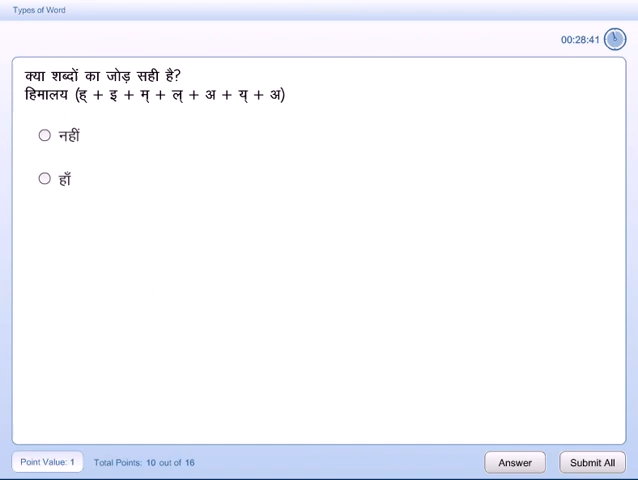 Types of Word
00:28:41
क्या शब्दों का जोड़ सही है?
हिमालय (ह् + इ + म् + ल् + अ + य् + अ)
नहीं
हाँ
Point Value: 1 Total Points: 10 out of 16 Answer Submit All